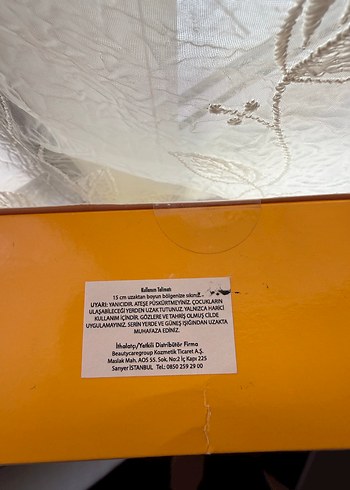 Kullanım Talimatı
15 cm uzaktan boyun bölgenize sıkınız.
UYARI: YANICIDIR. ATEŞE PÜSKÜRTMEYİNİZ, ÇOCUKLARIN
ULAŞABİLECEĞİ YERDEN UZAK TUTUNUZ, YALNIZCA HARİCİ
KULLANIM İÇİNDİR. GÖZLERE VE TAHRİŞ OLMUŞ CİLDE
UYGULAMAYINIZ. SERİN YERDE VE GÜNEŞ IŞIĞINDAN UZAKTA
MUHAFAZA EDİNİZ.
İthalatçı/Yetkili Distribütör Firma
Beautycaregroup Kozmetik Ticaret A.Ş.
Maslak Mah. AOS 55. Sok. No:2 İç Kapı 225
Sarıyer İSTANBUL Tel.: 0850 259 29 00